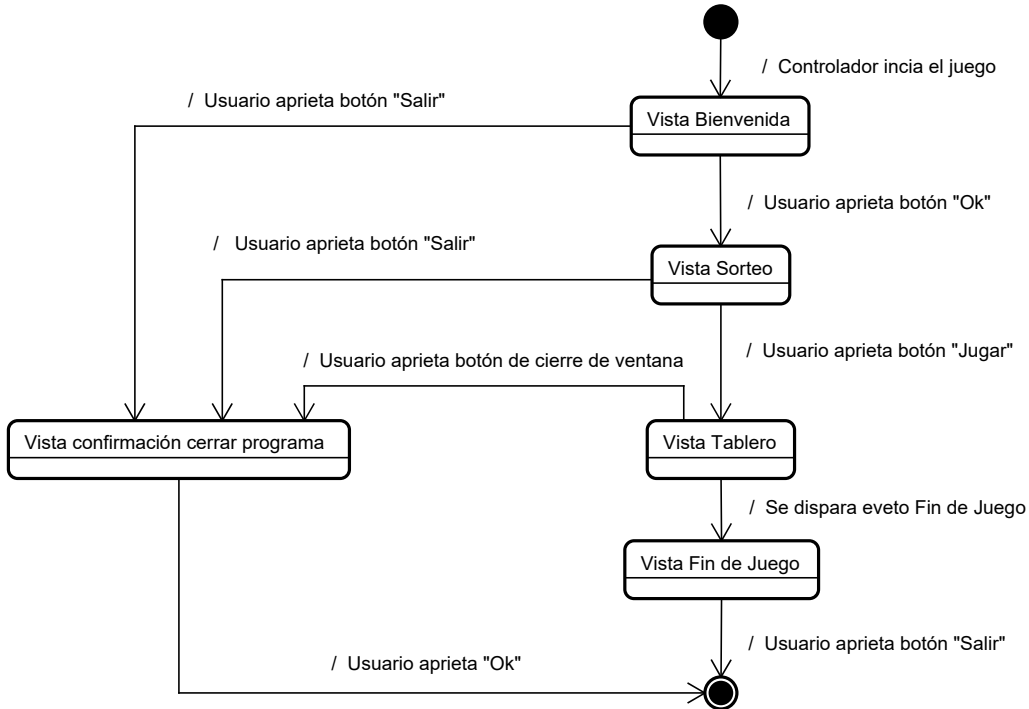 / Controlador incia el juego
/ Usuario aprieta botón "Salir"
Vista Bienvenida
/ Usuario aprieta botón "Ok"
/ Usuario aprieta botón "Salir"
Vista Sorteo
/ Usuario aprieta botón "Jugar"
/ Usuario aprieta botón de cierre de ventana
Vista confirmación cerrar programa
Vista Tablero
/ Se dispara eveto Fin de Juego
Vista Fin de Juego
/ Usuario aprieta botón "Salir"
/ Usuario aprieta "Ok"